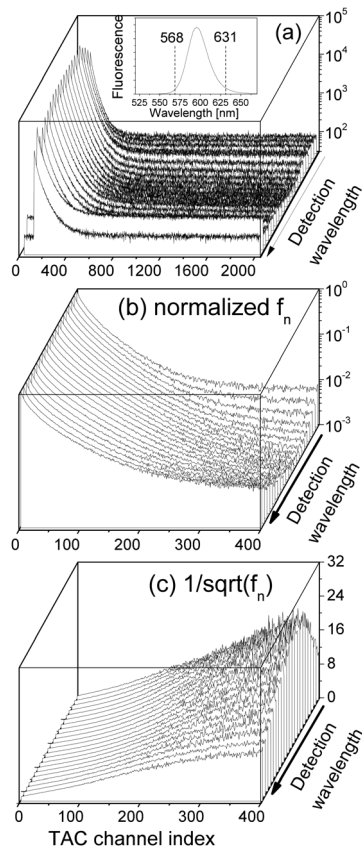 (a)
568 631
Fluorescence
525 550 575 600 625 650
Wavelength [nm]
10^5
10^4
10^3
10^2
Detection
wavelength
0 400 800 1200 1600 2000
(b) normalized f_n
10^0
10^-1
10^-2
10^-3
Detection
wavelength
0 100 200 300 400
(c) 1/sqrt(f_n)
32
24
16
8
0
Detection
wavelength
0 100 200 300 400
TAC channel index